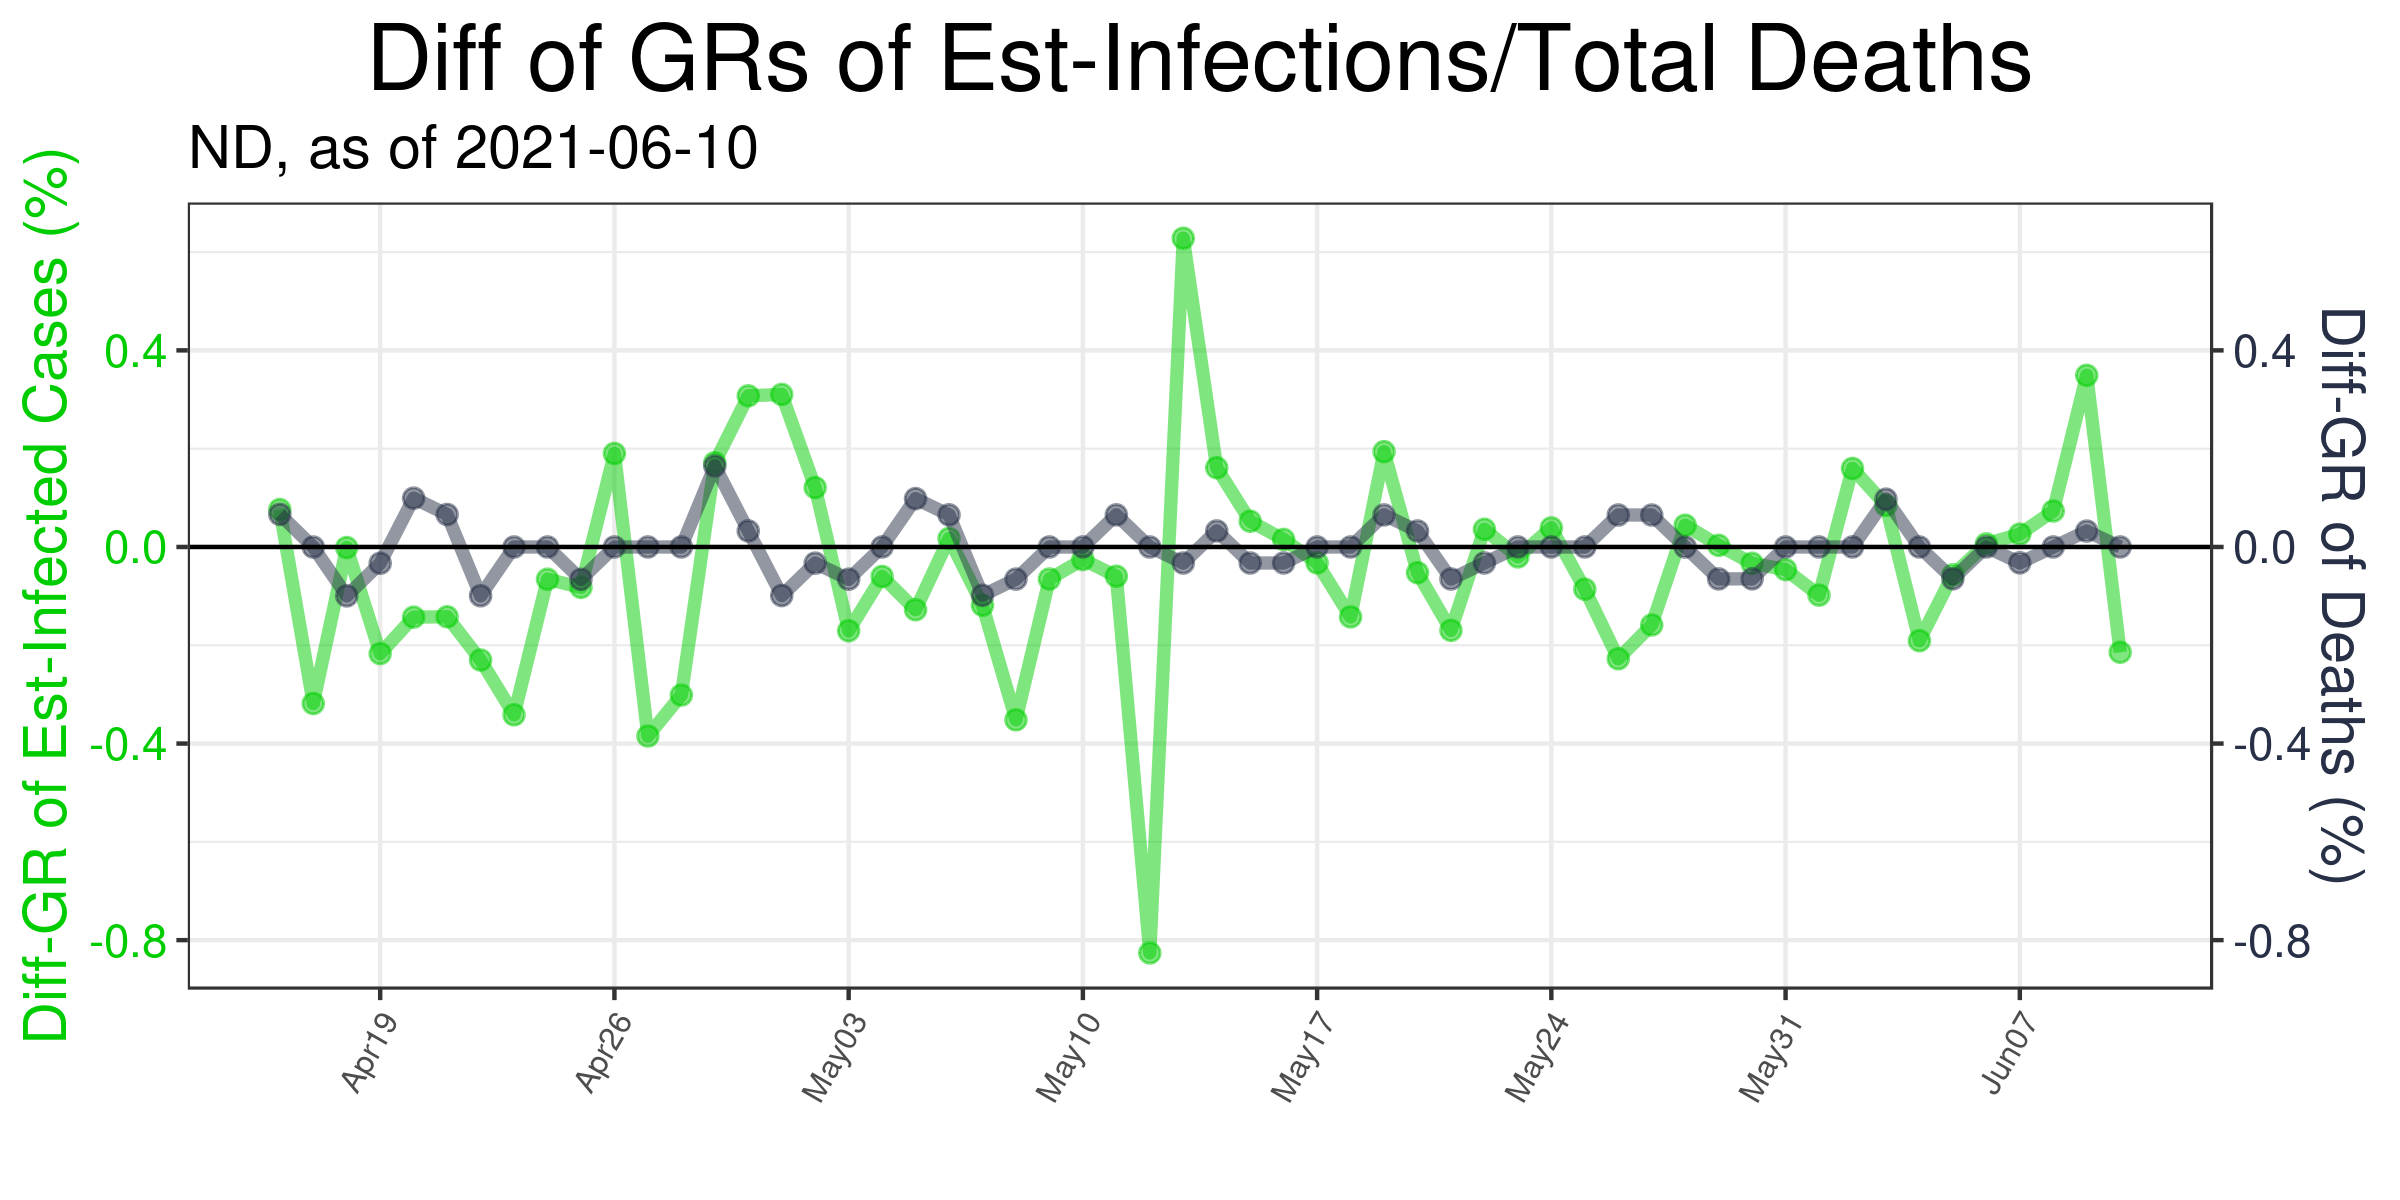 Diff of GRs of Est-Infections/Total Deaths
ND, as of 2021-06-10
Diff-GR of Est-Infected Cases (%)
0.4
0.0
-0.4
-0.8
0.4
0.0
-0.4
-0.8
Diff-GR of Deaths (%)
Apr19
Apr26
May03
May10
May17
May24
May31
Jun07